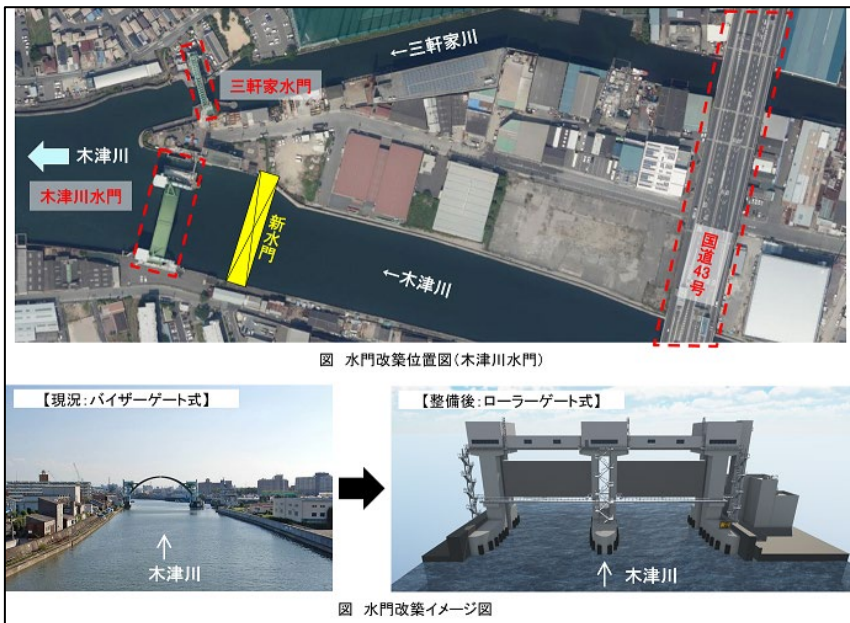 ←三軒家川
三軒家水門
木津川
木津川水門
新水門
←木津川
国道43号
図 水門改築位置図(木津川水門)
【現況:バイザーゲート式】
【整備後:ローラーゲート式】
↑
木津川
↑ 木津川
図 水門改築イメージ図